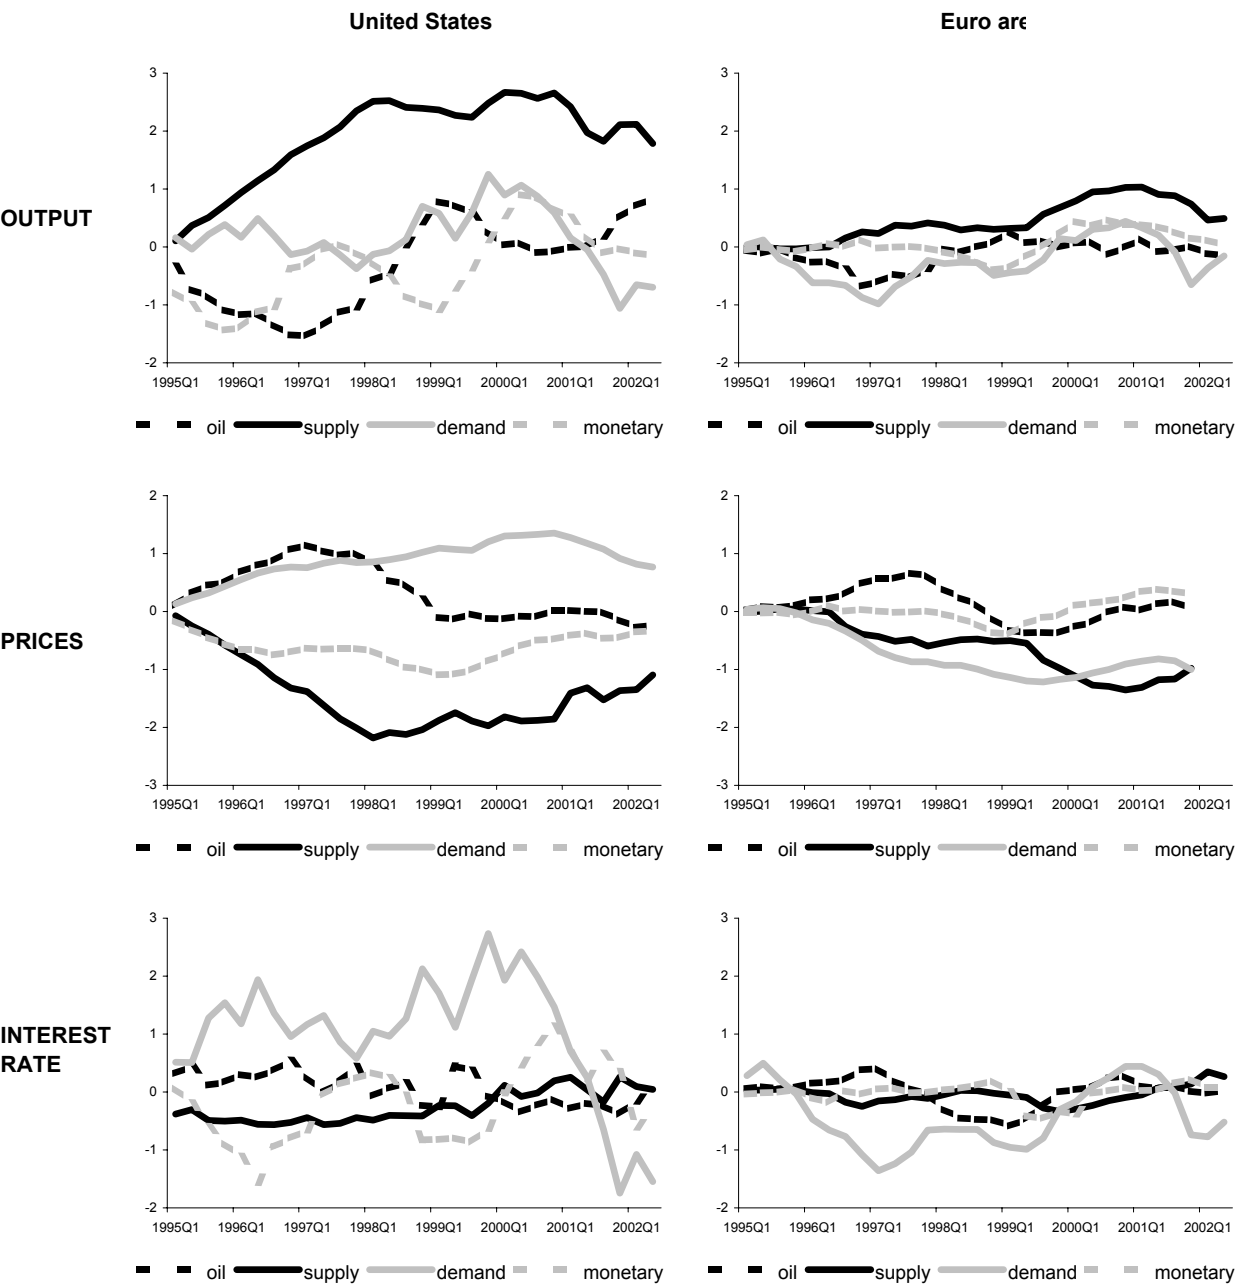 United States Euro are
3 3
2 2
1 1
OUTPUT
0 0
-1 -1
-2 -2
1995Q1 1996Q1 1997Q1 1998Q1 1999Q1 2000Q1 2001Q1 2002Q1 1995Q1 1996Q1 1997Q1 1998Q1 1999Q1 2000Q1 2001Q1 2002Q1
oil supply demand monetary oil supply demand monetary
2 2
1 1
0 0
PRICES
-1 -1
-2 -2
-3 -3
1995Q1 1996Q1 1997Q1 1998Q1 1999Q1 2000Q1 2001Q1 2002Q1 1995Q1 1996Q1 1997Q1 1998Q1 1999Q1 2000Q1 2001Q1 2002Q1
oil supply demand monetary oil supply demand monetary
3 3
2 2
1 1
INTEREST
RATE
0 0
-1 -1
-2 -2
1995Q1 1996Q1 1997Q1 1998Q1 1999Q1 2000Q1 2001Q1 2002Q1 1995Q1 1996Q1 1997Q1 1998Q1 1999Q1 2000Q1 2001Q1 2002Q1
oil supply demand monetary oil supply demand monetary